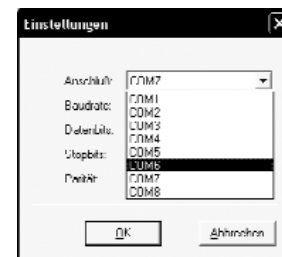 Einstellungen
Anschluß: COM7
COM1
Baudrate: COM2
COM3
Datenbits: COM4
Stopbits: COM5
COM6
Parität: COM7
COM8
OK Abbrechen